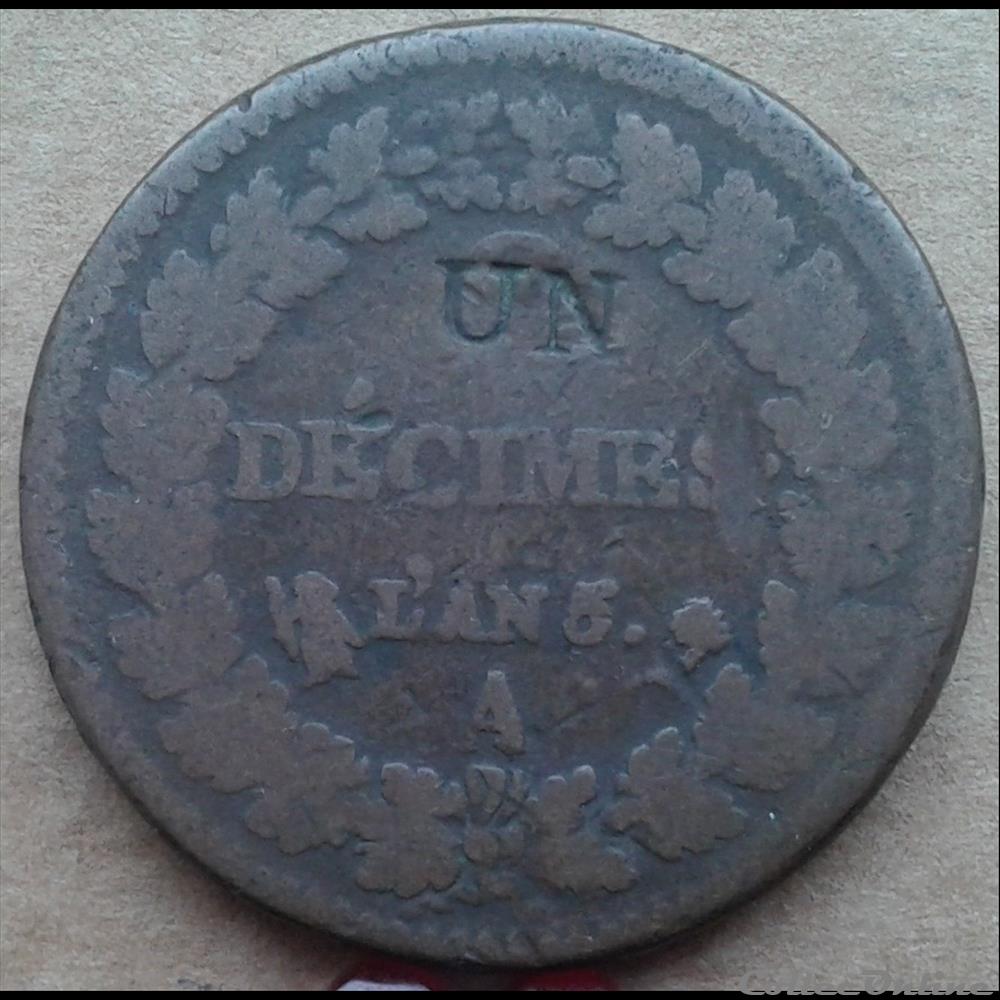 UN
DÉCIMES
L'AN 5.
A